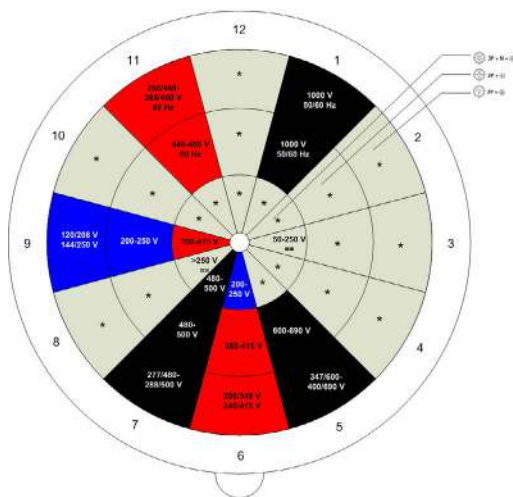 12
11
1
250/440-
265/460 V
60 Hz
1000 V
50/60 Hz
3P + N +
3P +
2P +
*
10
2
440-460 V
60 Hz
*
1000 V
50/60 Hz
*
*
*
*
*
*
*
*
*
*
*
9
120/208 V
144/250 V
200-250 V
380-415 V
50-250 V
*
*
3
>250 V
*
*
*
*
*
480-
500 V
200-
250 V
8
*
480-
500 V
380-415 V
600-690 V
*
4
277/480-
288/500 V
347/600-
400/690 V
240/415 V
7
5
6